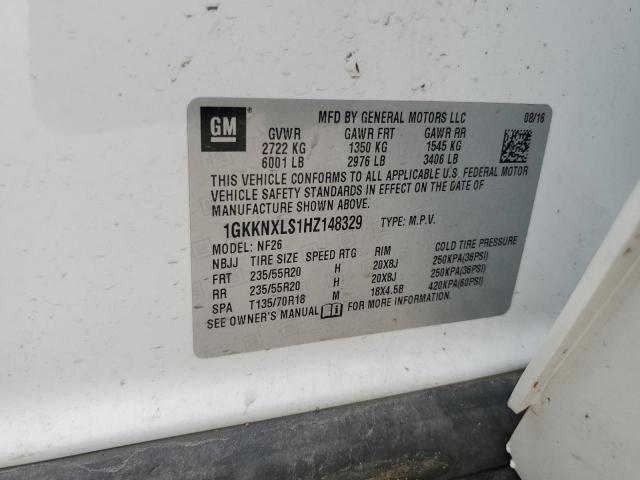 GM
MFD BY GENERAL MOTORS LLC 08/16
GVWR GAWR FRT GAWR RR
2722 KG 1350 KG 1545 KG
6001 LB 2976 LB 3406 LB
THIS VEHICLE CONFORMS TO ALL APPLICABLE U.S. FEDERAL MOTOR
VEHICLE SAFETY STANDARDS IN EFFECT ON THE DATE OF
MANUFACTURE SHOWN ABOVE.
1GKKNXLS1HZ148329 TYPE: M.P.V.
MODEL: NF26
NBJJ TIRE SIZE SPEED RTG RIM COLD TIRE PRESSURE
FRT 235/55R20 H 20X8J 250KPA(36PSI)
RR 235/55R20 H 20X8J 250KPA(36PSI)
SPA T135/70R18 M 18X4.5B 420KPA(60PSI)
SEE OWNER'S MANUAL FOR MORE INFORMATION.